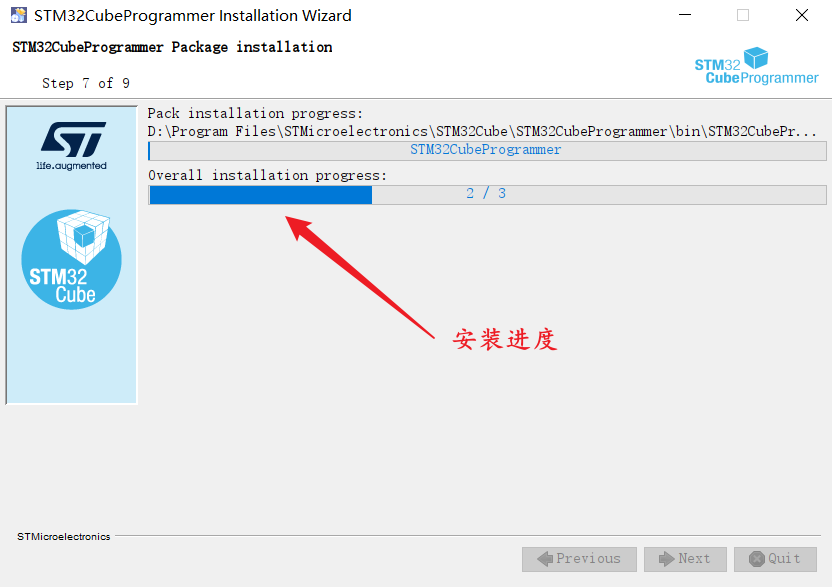 STM32CubeProgrammer Installation Wizard
STM32CubeProgrammer Package installation
Step 7 of 9
STM32
CubeProgrammer
Pack installation progress:
D:\Program Files\STMicroelectronics\STM32Cube\STM32CubeProgrammer\bin\STM32CubePr...
STM32CubeProgrammer
Overall installation progress:
2 / 3
ST
life.augmented
STM32
Cube
安装进度
STMicroelectronics
Previous
Next
Quit